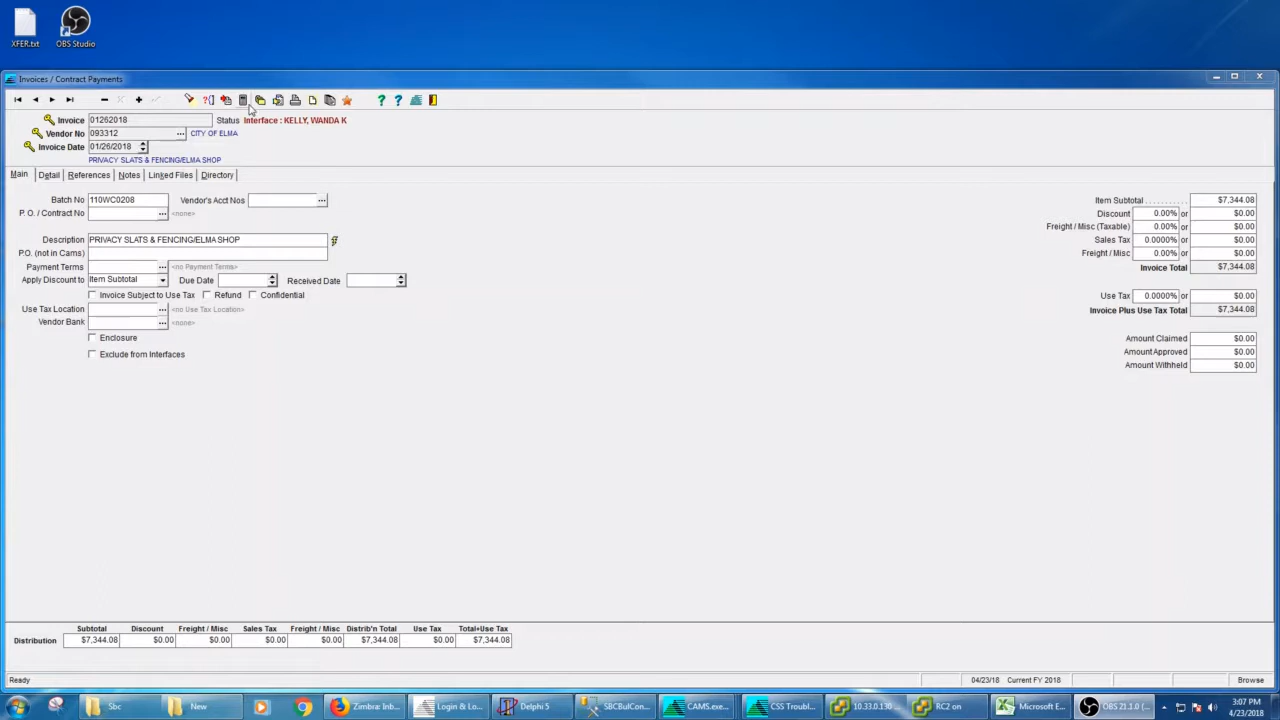 XFER.txt
OBS Studio
Invoices / Contract Payments
Invoice 01262018 Status Interface : KELLY, WANDA K
Vendor No 093312 ... CITY OF ELMA
Invoice Date 01/26/2018
PRIVACY SLATS & FENCING/ELMA SHOP
Main Detail References Notes Linked Files Directory
Batch No 110WC0208 Vendor's Acct Nos ... Item Subtotal $7,344.08
P. O. / Contract No ... <none> Discount 0.00% or $0.00
Freight / Misc (Taxable) 0.00% or $0.00
Description PRIVACY SLATS & FENCING/ELMA SHOP Sales Tax 0.0000% or $0.00
P.O. (not in Cams) Freight / Misc 0.00% or $0.00
Payment Terms ... <no Payment Terms> Invoice Total $7,344.08
Apply Discount to Item Subtotal Due Date Received Date
Invoice Subject to Use Tax Refund Confidential Use Tax 0.0000% or $0.00
Use Tax Location ... <no Use Tax Location> Invoice Plus Use Tax Total $7,344.08
Vendor Bank ... <none>
Enclosure Amount Claimed $0.00
Exclude from Interfaces Amount Approved $0.00
Amount Withheld $0.00
Subtotal Discount Freight / Misc Sales Tax Freight / Misc Distrib'n Total Use Tax Total+Use Tax
Distribution $7,344.08 $0.00 $0.00 $0.00 $0.00 $7,344.08 $0.00 $7,344.08
Ready 04/23/18 Current FY 2018 Browse
Sbc New Zimbra: Inb... Login & Lo... Delphi 5 SBCBulCon... CAMS.exe... CSS Troubl... 10.33.0.130 ... RC2 on Microsoft E... OBS 21.1.0 (... 3:07 PM
4/23/2018